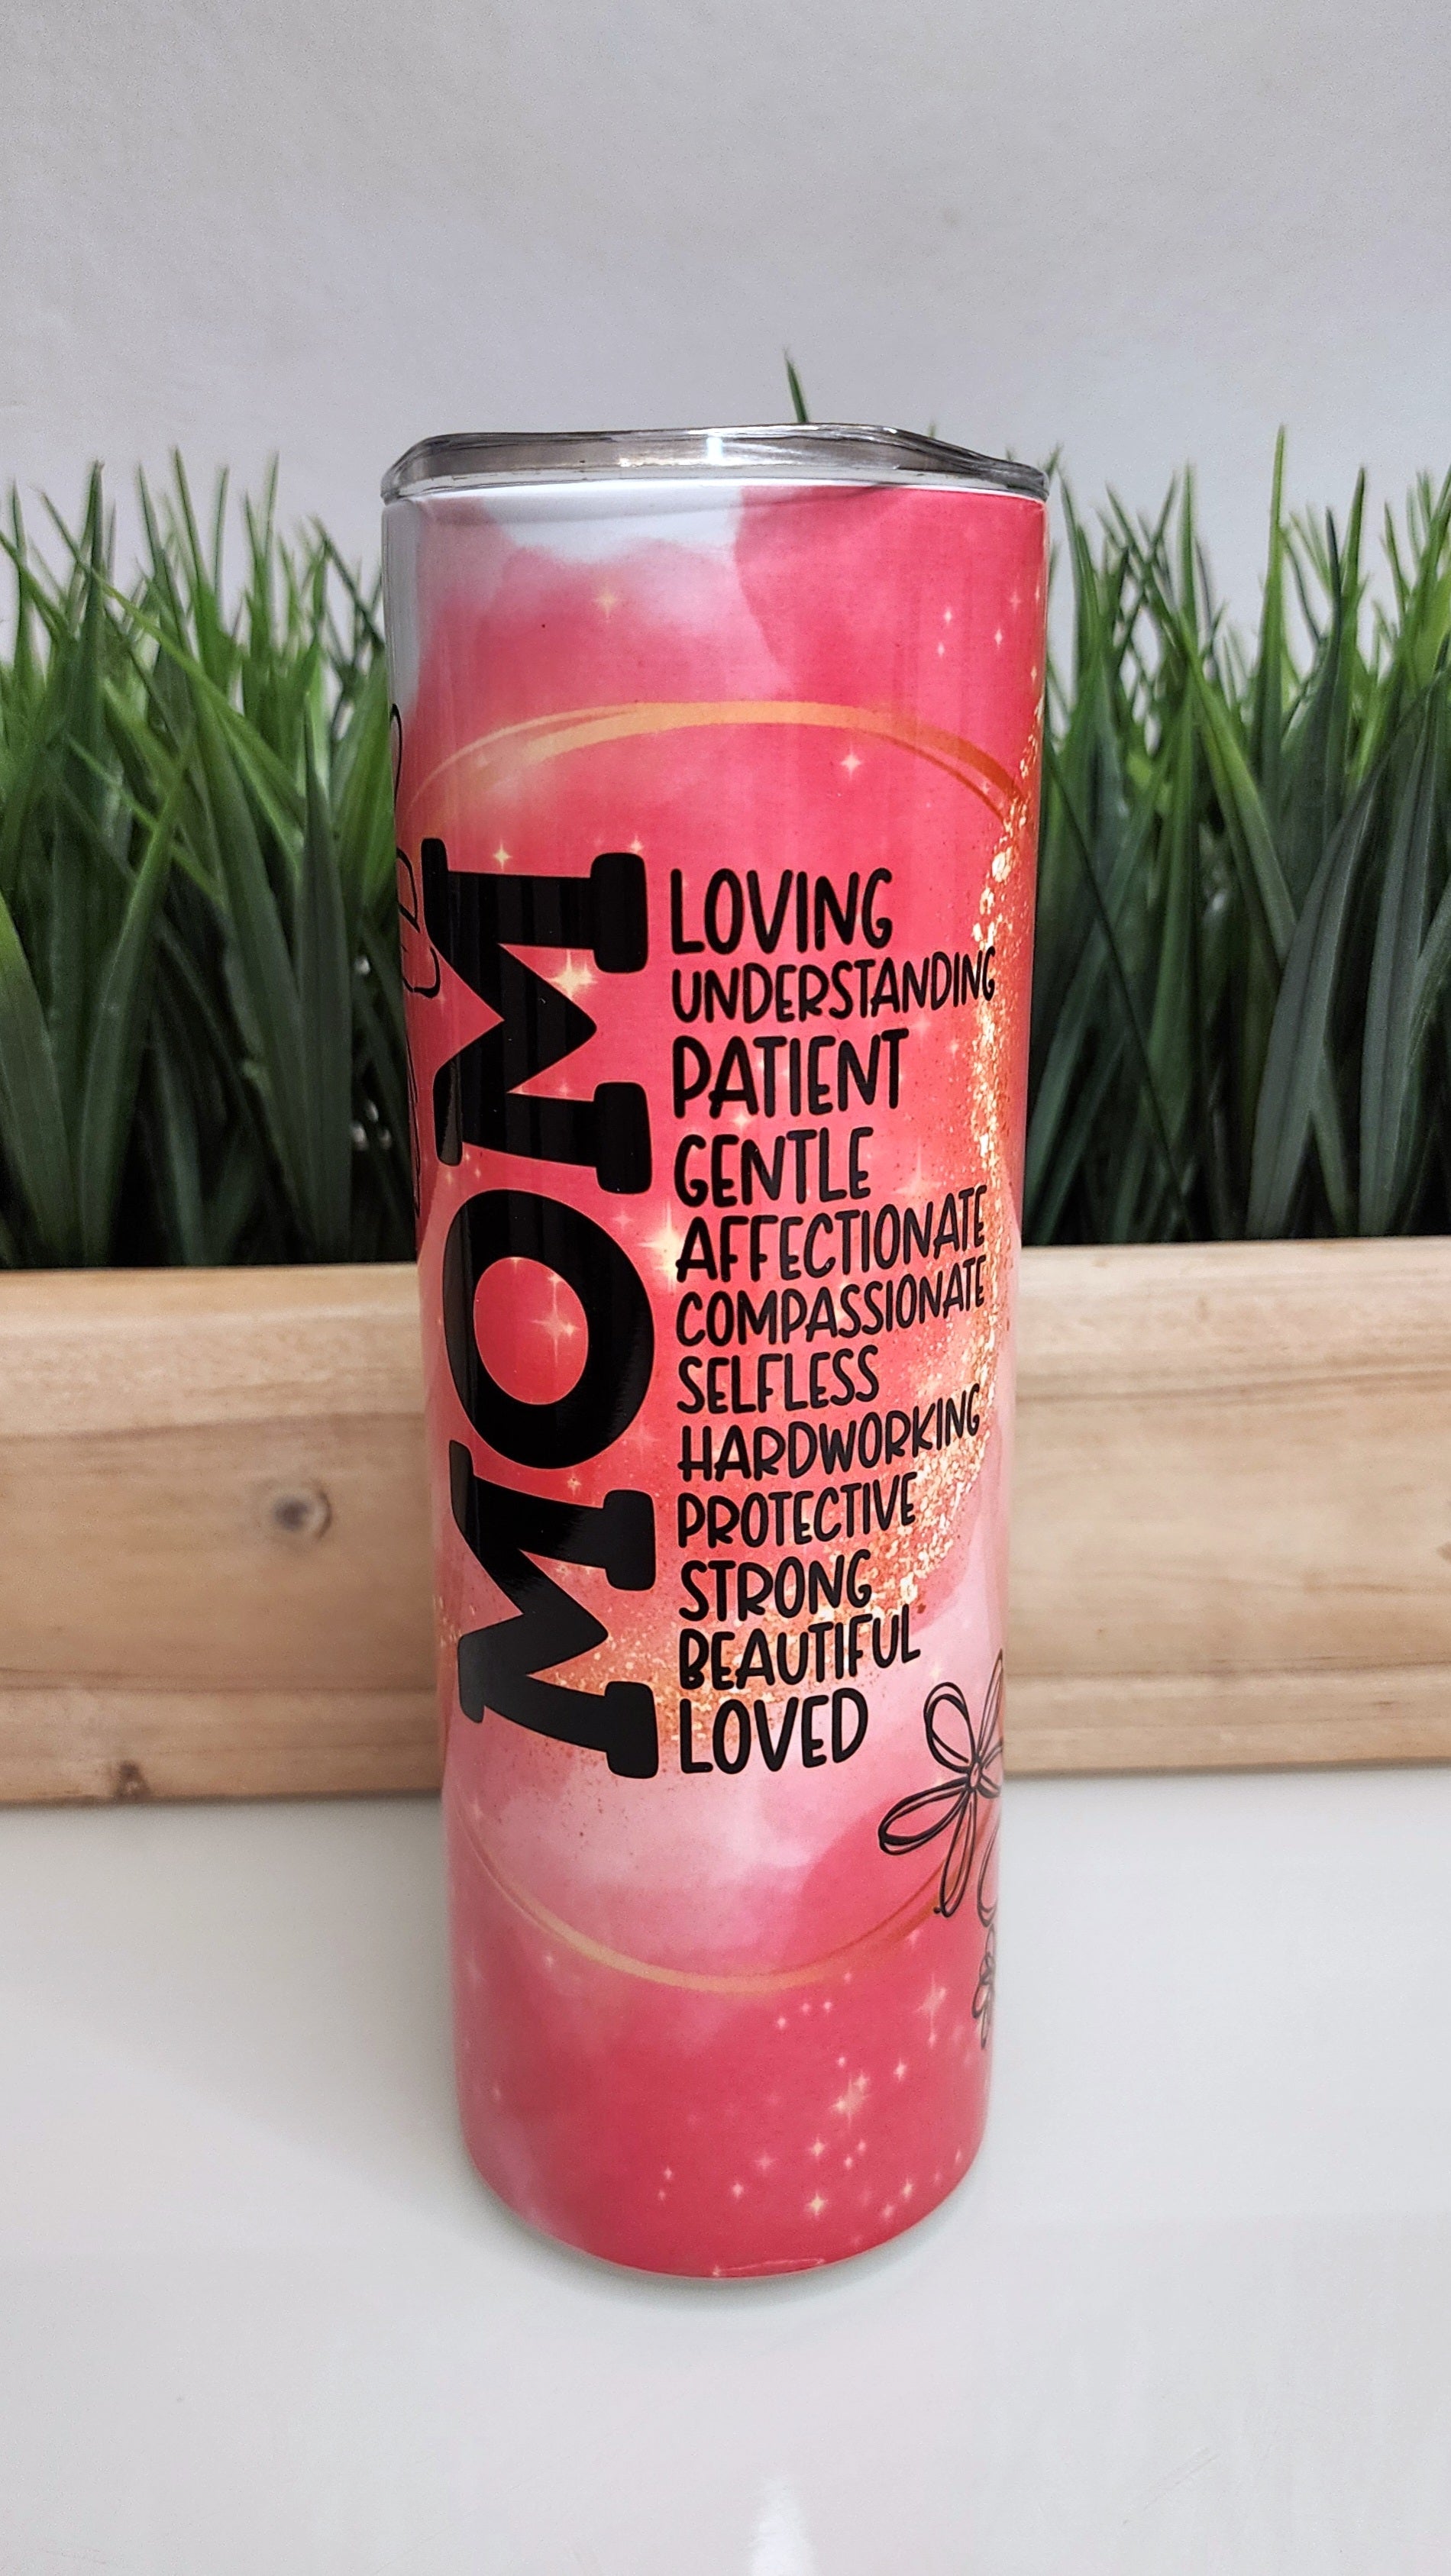 MOM
LOVING
UNDERSTANDING
PATIENT
GENTLE
AFFECTIONATE
COMPASSIONATE
SELFLESS
HARDWORKING
PROTECTIVE
STRONG
BEAUTIFUL
LOVED